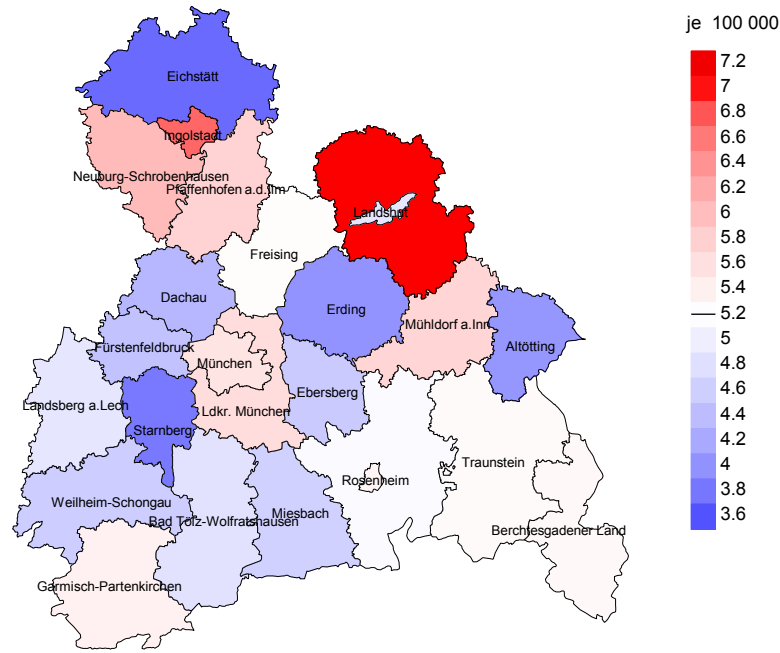 je 100 000
7.2
7
6.8
6.6
6.4
6.2
6
5.8
5.6
5.4
5.2
5
4.8
4.6
4.4
4.2
4
3.8
3.6
Eichstätt
Ingolstadt
Neuburg-Schrobenhausen
Pfaffenhofen a.d.Ilm
Landshut
Freising
Dachau
Erding
Mühldorf a.Inn
Altötting
Fürstenfeldbruck
München
Ebersberg
Landsberg a.Lech
Ldkr. München
Starnberg
Traunstein
Rosenheim
Weilheim-Schongau
Miesbach
Bad Tölz-Wolfratshausen
Berchtesgadener Land
Garmisch-Partenkirchen